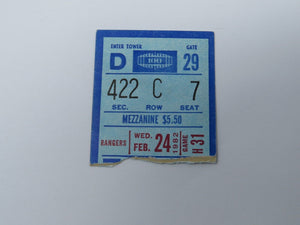 ENTER TOWER GATE
D 100 29
422 C 7
SEC. ROW SEAT
MEZZANINE $5.50
RANGERS WED. FEB. 24 1982 GAME H 31